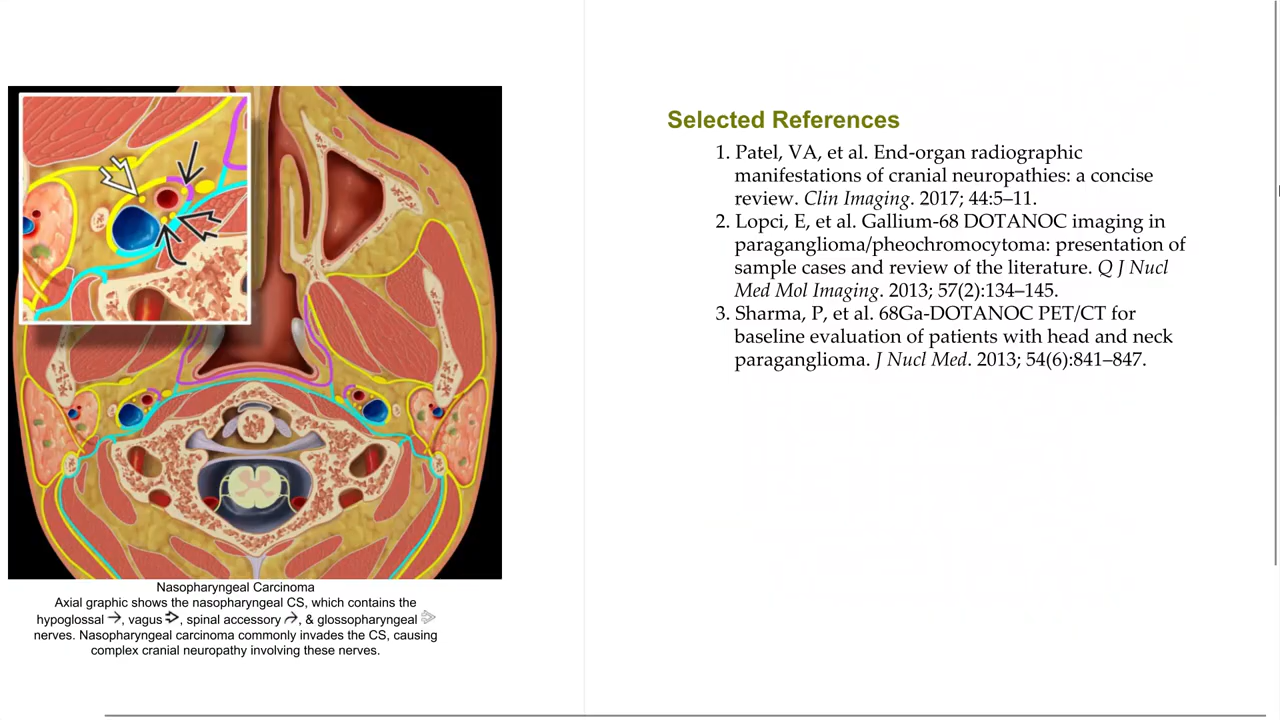 Nasopharyngeal Carcinoma
Axial graphic shows the nasopharyngeal CS, which contains the
hypoglossal →, vagus ⮊, spinal accessory ↷, & glossopharyngeal ⮚
nerves. Nasopharyngeal carcinoma commonly invades the CS, causing
complex cranial neuropathy involving these nerves.
Selected References
1. Patel, VA, et al. End-organ radiographic
manifestations of cranial neuropathies: a concise
review. Clin Imaging. 2017; 44:5–11.
2. Lopci, E, et al. Gallium-68 DOTANOC imaging in
paraganglioma/pheochromocytoma: presentation of
sample cases and review of the literature. Q J Nucl
Med Mol Imaging. 2013; 57(2):134–145.
3. Sharma, P, et al. 68Ga-DOTANOC PET/CT for
baseline evaluation of patients with head and neck
paraganglioma. J Nucl Med. 2013; 54(6):841–847.